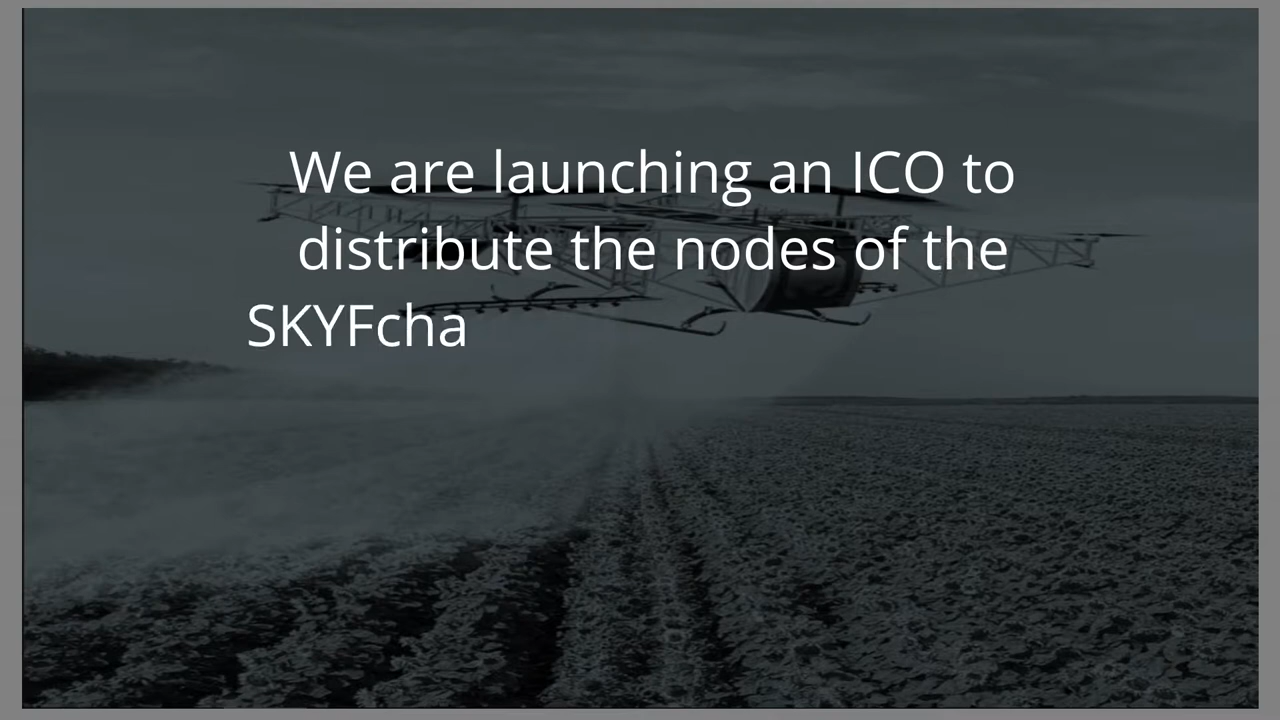 We are launching an ICO to
distribute the nodes of the
SKYFcha